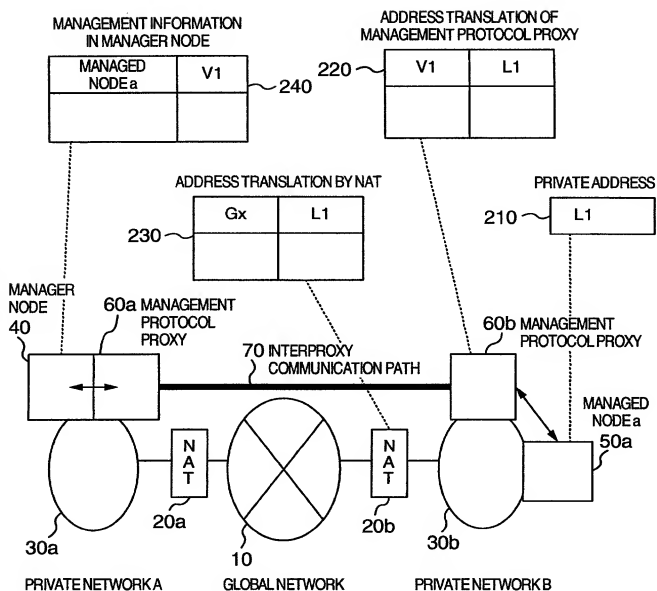 MANAGEMENT INFORMATION
IN MANAGER NODE
MANAGED
NODE a
V1
240
ADDRESS TRANSLATION OF
MANAGEMENT PROTOCOL PROXY
220
V1
L1
ADDRESS TRANSLATION BY NAT
230
Gx
L1
PRIVATE ADDRESS
210
L1
MANAGER
NODE
40
60a MANAGEMENT
PROTOCOL
PROXY
70 INTERPROXY
COMMUNICATION PATH
60b MANAGEMENT
PROTOCOL PROXY
MANAGED
NODE a
50a
NAT
20a
NAT
20b
30a
10
30b
PRIVATE NETWORK A
GLOBAL NETWORK
PRIVATE NETWORK B